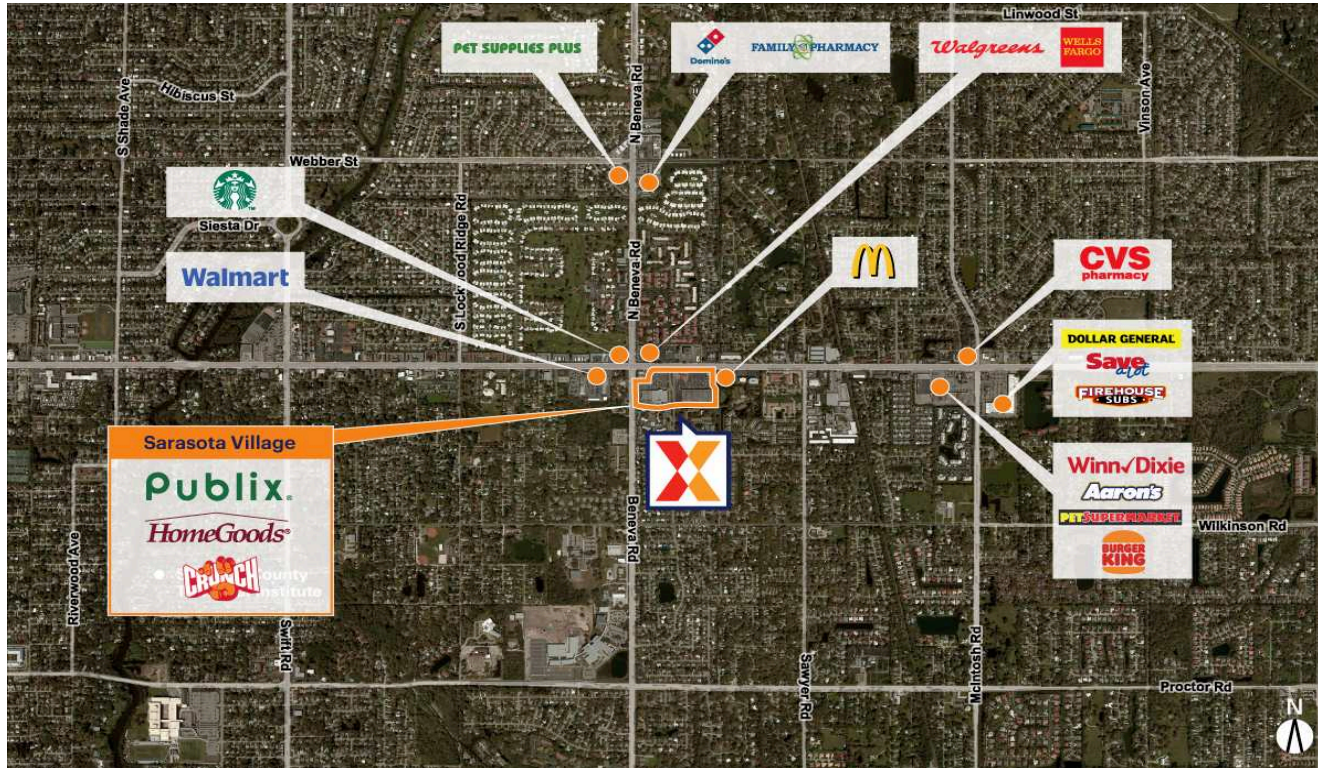 Linwood St
PET SUPPLIES PLUS
Domino's
FAMILY PHARMACY
Walgreens
WELLS
FARGO
Hibiscus St
S Shade Ave
N Beneva Rd
Vinson Ave
Webber St
Siesta Dr
S Lockwood Ridge Rd
N Beneva Rd
Walmart
CVS
pharmacy
DOLLAR GENERAL
Save
a lot
FIREHOUSE
SUBS
Sarasota Village
Publix.
HomeGoods
CRUNCH
ounty
nstitute
Winn Dixie
Aaron's
PET SUPERMARKET
BURGER
KING
Wilkinson Rd
Beneva Rd
Riverwood Ave
Swift Rd
Sawyer Rd
McIntosh Rd
Proctor Rd
N